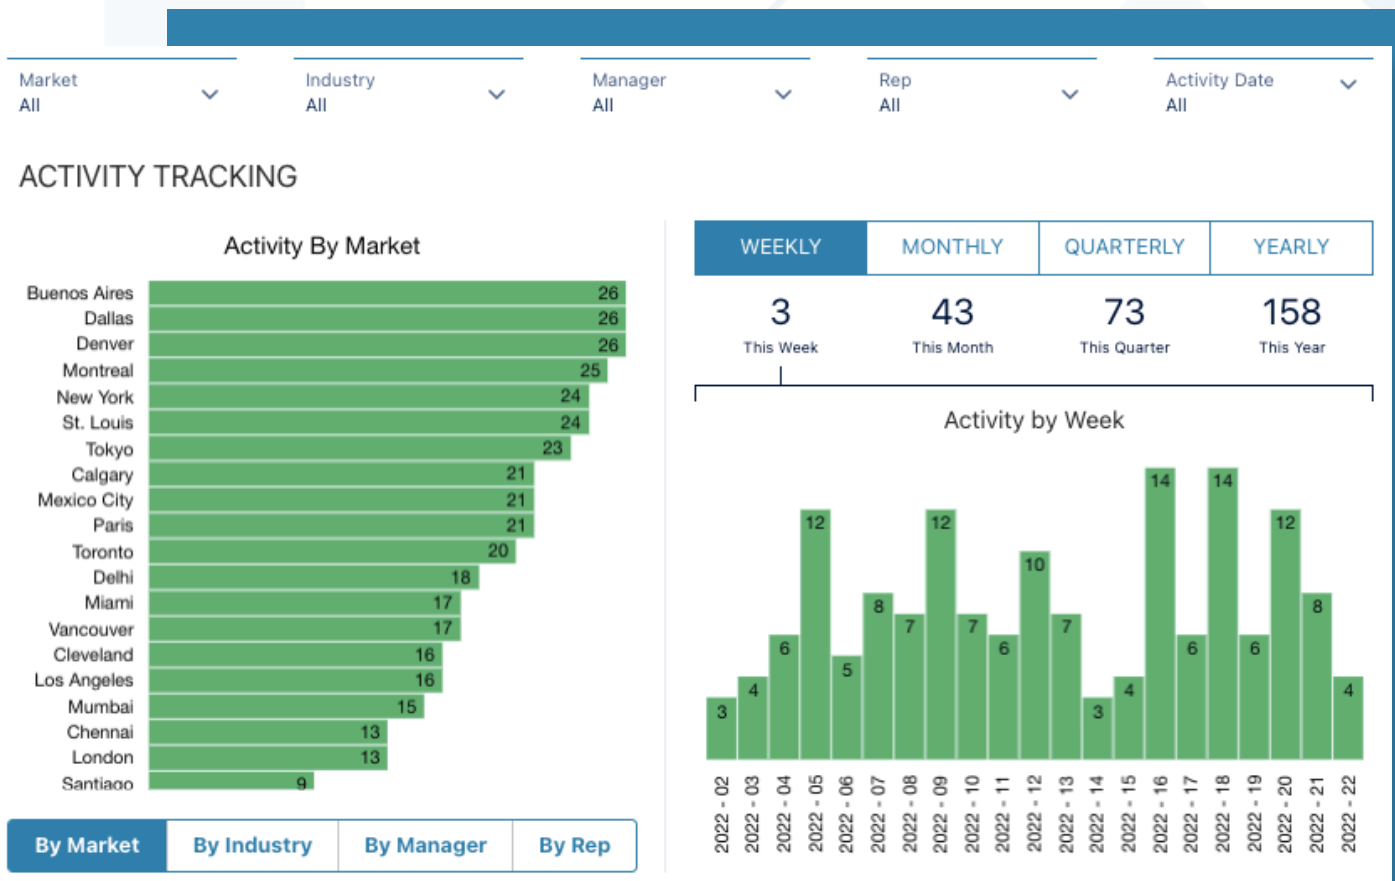 Market
All
Industry
All
Manager
All
Rep
All
Activity Date
All
ACTIVITY TRACKING
Activity By Market
Buenos Aires 26
Dallas 26
Denver 26
Montreal 25
New York 24
St. Louis 24
Tokyo 23
Calgary 21
Mexico City 21
Paris 21
Toronto 20
Delhi 18
Miami 17
Vancouver 17
Cleveland 16
Los Angeles 16
Mumbai 15
Chennai 13
London 13
Santiago 9
By Market By Industry By Manager By Rep
WEEKLY MONTHLY QUARTERLY YEARLY
3 43 73 158
This Week This Month This Quarter This Year
Activity by Week
3 4 6 12 5 8 7 12 7 6 10 7 3 4 14 6 14 6 12 8 4
2022 - 02
2022 - 03
2022 - 04
2022 - 05
2022 - 06
2022 - 07
2022 - 08
2022 - 09
2022 - 10
2022 - 11
2022 - 12
2022 - 13
2022 - 14
2022 - 15
2022 - 16
2022 - 17
2022 - 18
2022 - 19
2022 - 20
2022 - 21
2022 - 22